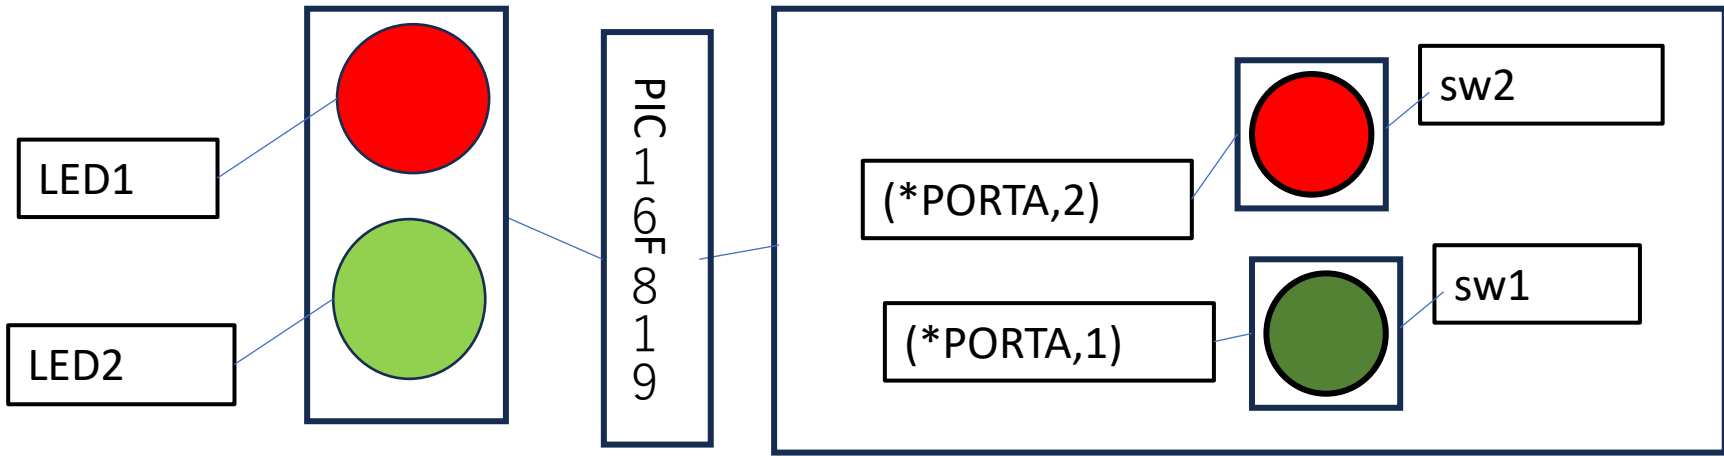 LED1
LED2
PIC16F819
sw2
(*PORTA,2)
sw1
(*PORTA,1)